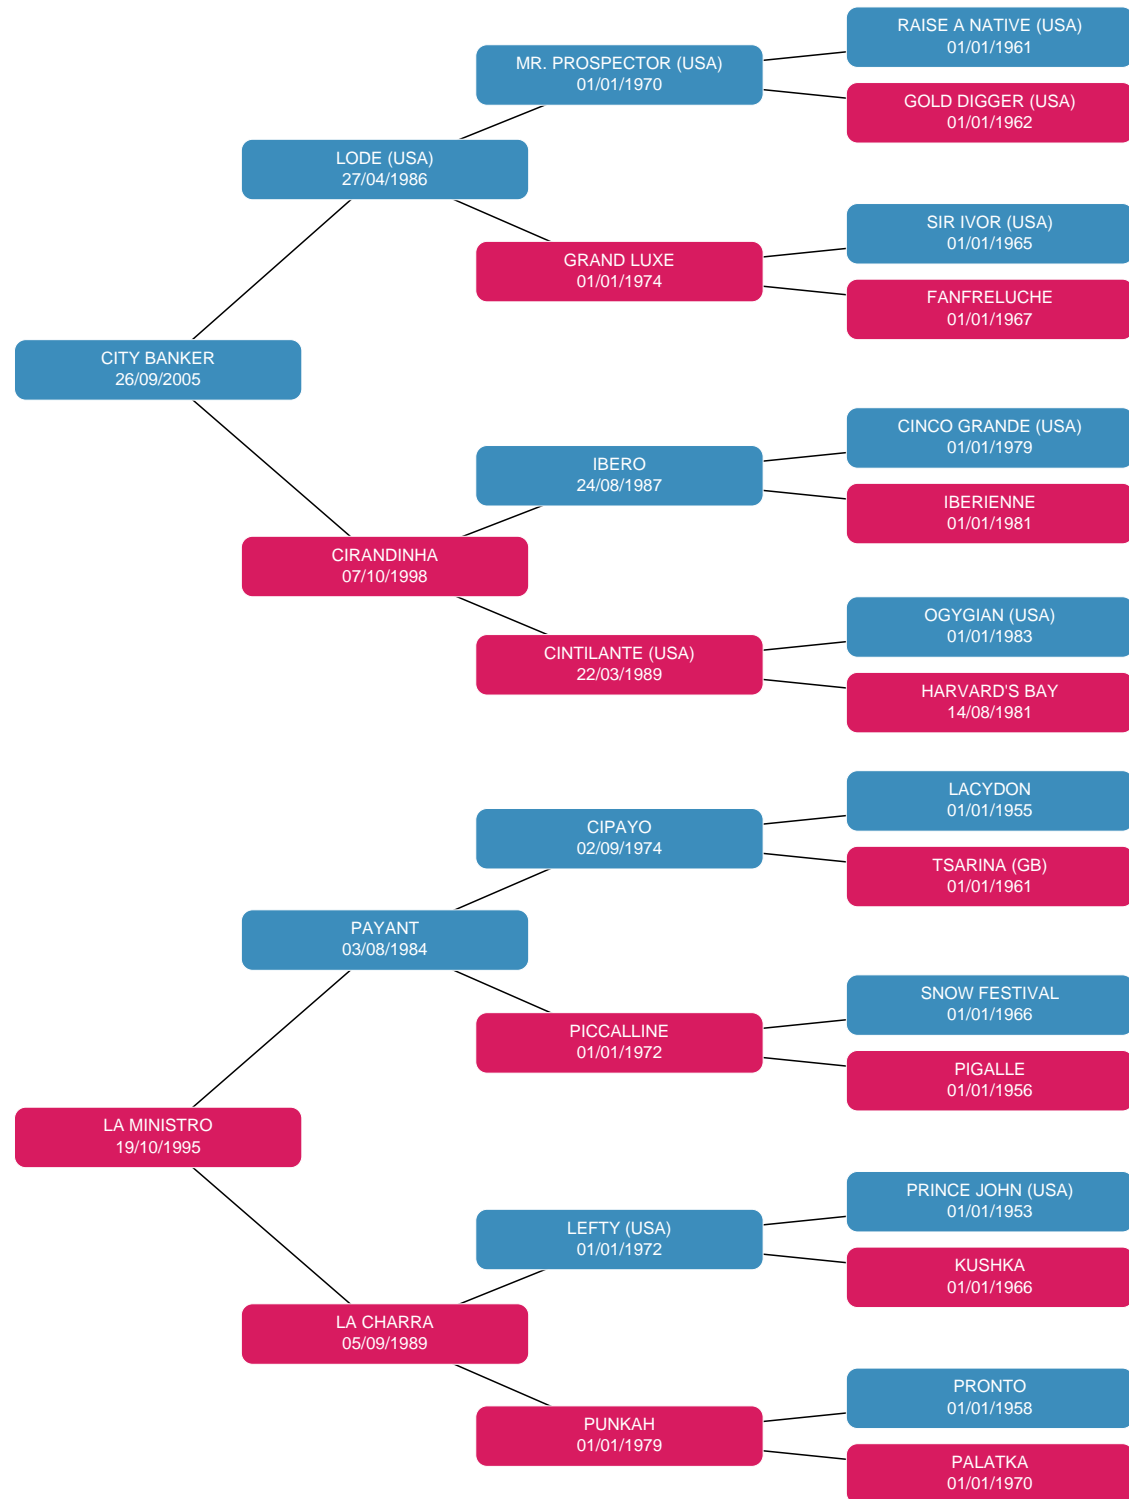 RAISE A NATIVE (USA)
01/01/1961
MR. PROSPECTOR (USA)
01/01/1970
GOLD DIGGER (USA)
01/01/1962
LODE (USA)
27/04/1986
SIR IVOR (USA)
01/01/1965
GRAND LUXE
01/01/1974
FANFRELUCHE
01/01/1967
CITY BANKER
26/09/2005
CINCO GRANDE (USA)
01/01/1979
IBERO
24/08/1987
IBERIENNE
01/01/1981
CIRANDINHA
07/10/1998
OGYGIAN (USA)
01/01/1983
CINTILANTE (USA)
22/03/1989
HARVARD'S BAY
14/08/1981
LACYDON
01/01/1955
CIPAYO
02/09/1974
TSARINA (GB)
01/01/1961
PAYANT
03/08/1984
SNOW FESTIVAL
01/01/1966
PICCALLINE
01/01/1972
PIGALLE
01/01/1956
LA MINISTRO
19/10/1995
PRINCE JOHN (USA)
01/01/1953
LEFTY (USA)
01/01/1972
KUSHKA
01/01/1966
LA CHARRA
05/09/1989
PRONTO
01/01/1958
PUNKAH
01/01/1979
PALATKA
01/01/1970